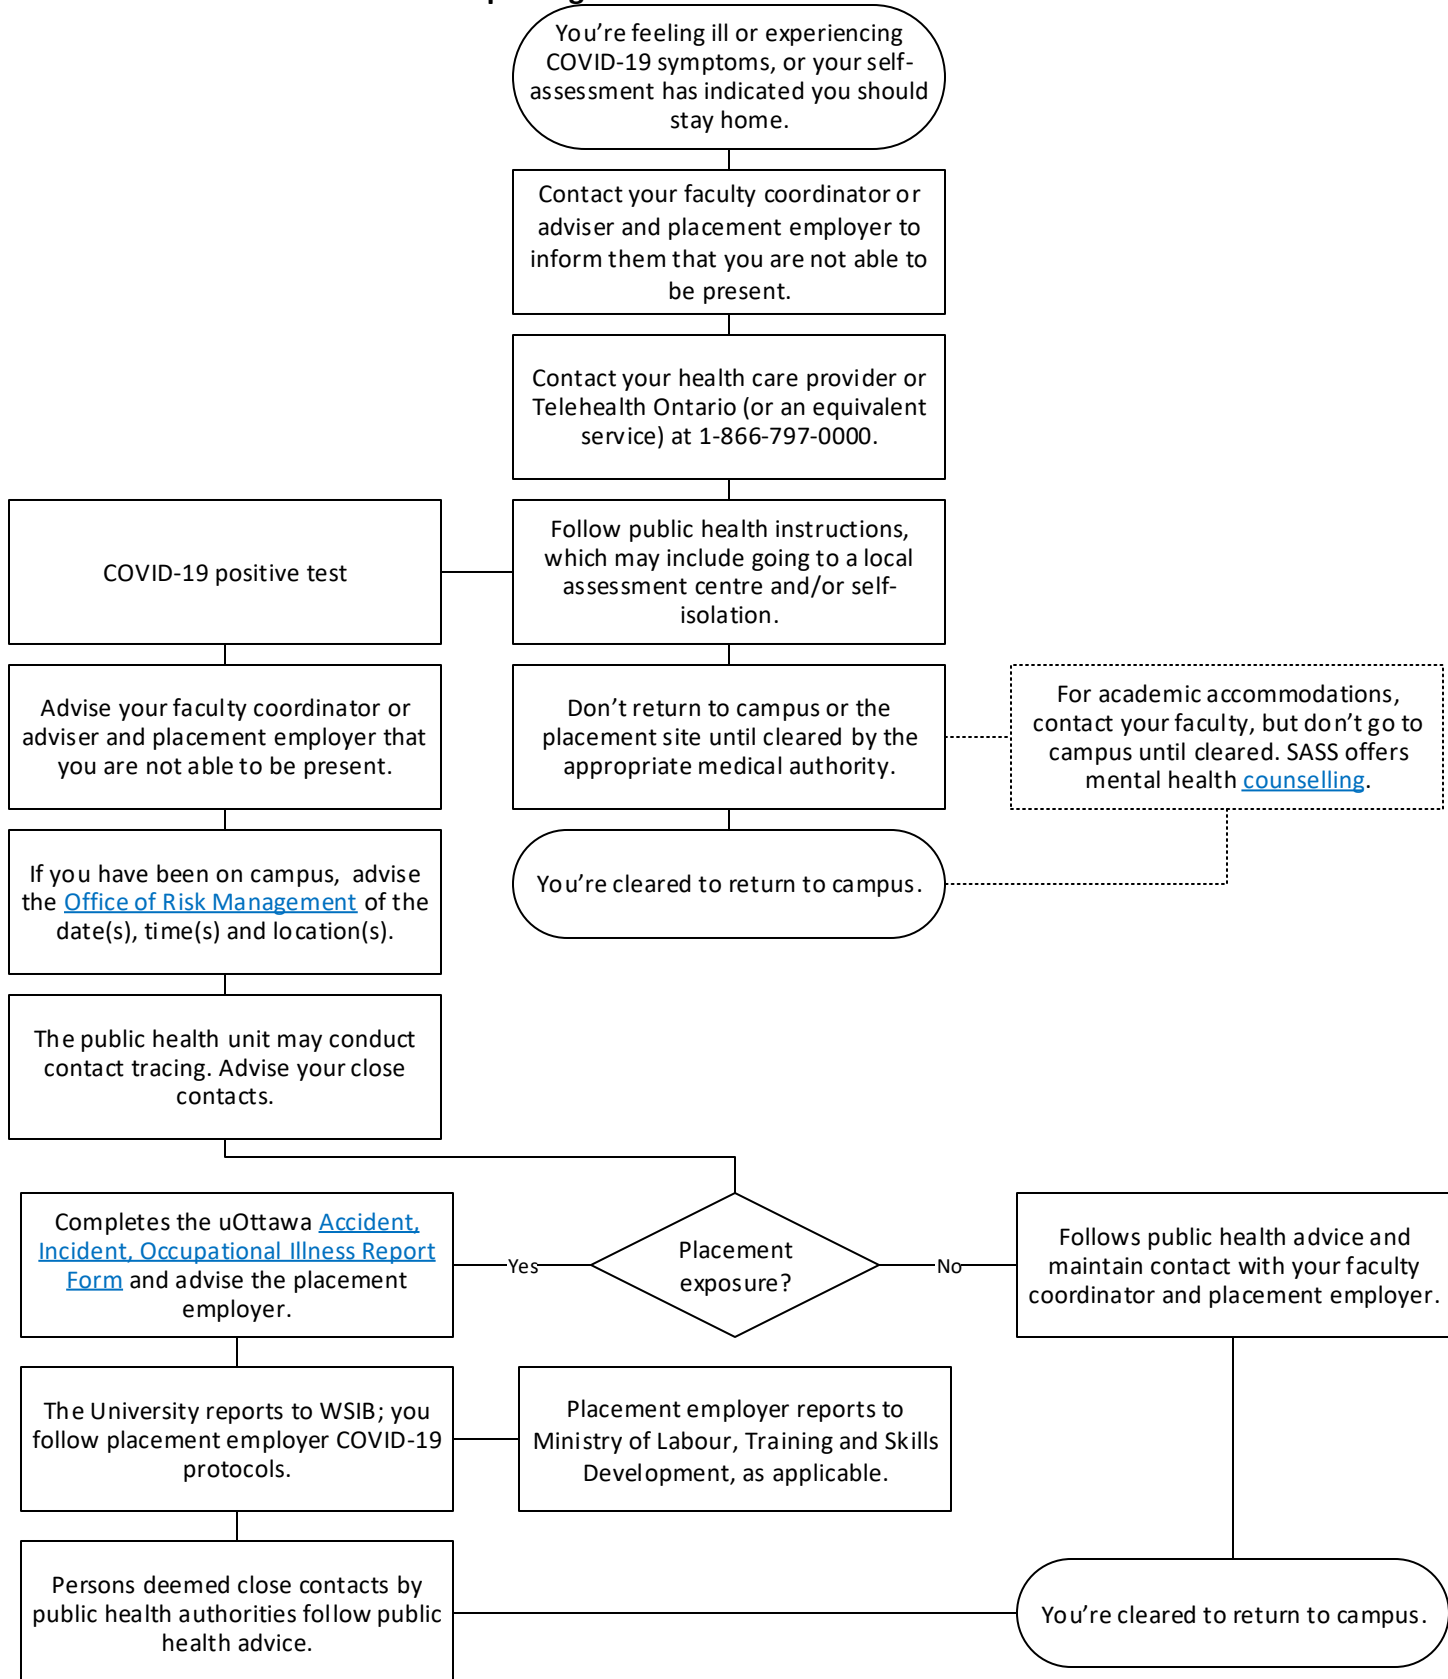 You're feeling ill or experiencing
COVID-19 symptoms, or your self-
assessment has indicated you should
stay home.
Contact your faculty coordinator or
adviser and placement employer to
inform them that you are not able to
be present.
Contact your health care provider or
Telehealth Ontario (or an equivalent
service) at 1-866-797-0000.
COVID-19 positive test
Follow public health instructions,
which may include going to a local
assessment centre and/or self-
isolation.
Advise your faculty coordinator or
adviser and placement employer that
you are not able to be present.
Don't return to campus or the
placement site until cleared by the
appropriate medical authority.
For academic accommodations,
contact your faculty, but don't go to
campus until cleared. SASS offers
mental health counselling.
If you have been on campus, advise
the Office of Risk Management of the
date(s), time(s) and location(s).
You're cleared to return to campus.
The public health unit may conduct
contact tracing. Advise your close
contacts.
Completes the uOttawa Accident,
Incident, Occupational Illness Report
Form and advise the placement
employer.
Yes
Placement
exposure?
No
Follows public health advice and
maintain contact with your faculty
coordinator and placement employer.
The University reports to WSIB; you
follow placement employer COVID-19
protocols.
Placement employer reports to
Ministry of Labour, Training and Skills
Development, as applicable.
Persons deemed close contacts by
public health authorities follow public
health advice.
You're cleared to return to campus.